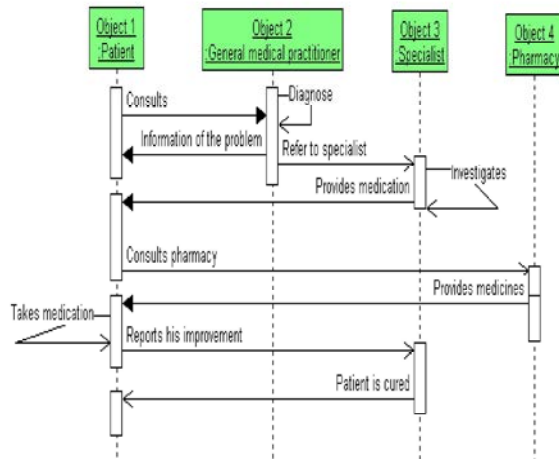 Object 1
:Patient
Object 2
:General medical practitioner
Object 3
:Specialist
Object 4
:Pharmacy
Consults
Diagnose
Information of the problem
Refer to specialist
Investigates
Provides medication
Consults pharmacy
Provides medicines
Takes medication
Reports his improvement
Patient is cured